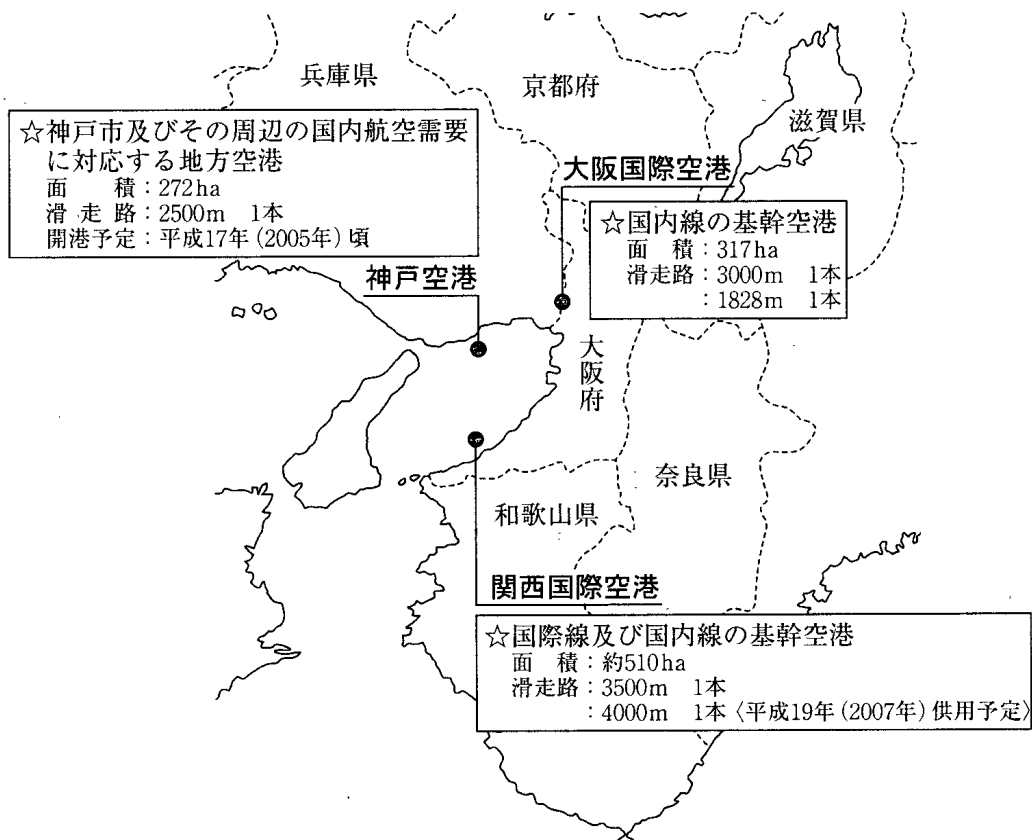 兵庫県
京都府
滋賀県
☆神戸市及びその周辺の国内航空需要
に対応する地方空港
面　積：272ha
滑走路：2500m　1本
開港予定：平成17年(2005年)頃
大阪国際空港
☆国内線の基幹空港
面　積：317ha
滑走路：3000m　1本
：1828m　1本
神戸空港
大阪府
奈良県
和歌山県
関西国際空港
☆国際線及び国内線の基幹空港
面　積：約510ha
滑走路：3500m　1本
：4000m　1本〈平成19年(2007年)供用予定〉